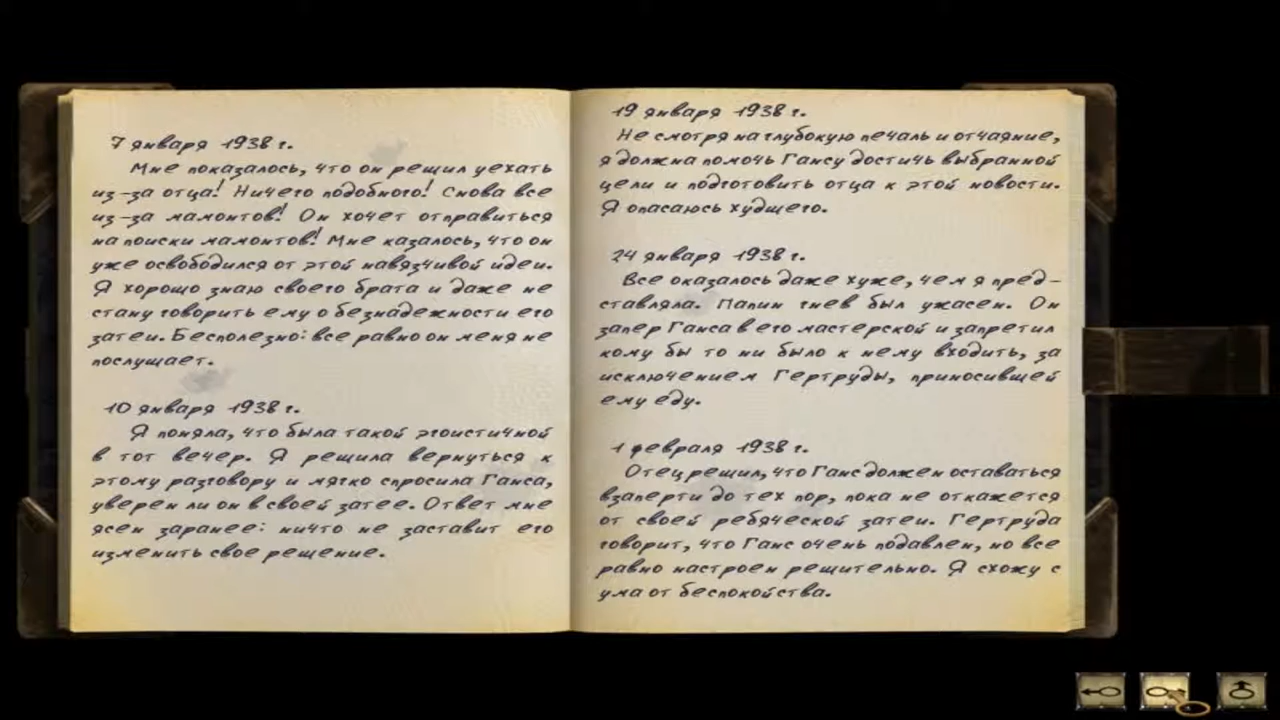 7 января 1938 г.
Мне показалось, что он решил уехать
из-за отца! Ничего подобного! Снова все
из-за мамонтов! Он хочет отправиться
на поиски мамонтов! Мне казалось, что он
уже освободился от этой навязчивой идеи.
Я хорошо знаю своего брата и даже не
стану говорить ему о безнадежности его
затеи. Бесполезно: все равно он меня не
послушает.
10 января 1938 г.
Я поняла, что была такой эгоистичной
в тот вечер. Я решила вернуться к
этому разговору и мягко спросила Ганса,
уверен ли он в своей затее. Ответ мне
ясен заранее: ничто не заставит его
изменить свое решение.
19 января 1938 г.
Не смотря на глубокую печаль и отчаяние,
я должна помочь Гансу достичь выбранной
цели и подготовить отца к этой новости.
Я опасаюсь худшего.
24 января 1938 г.
Все оказалось даже хуже, чем я пред-
ставляла. Папин гнев был ужасен. Он
запер Ганса в его мастерской и запретил
кому бы то ни было к нему входить, за
исключением Гертруды, приносившей
ему еду.
1 февраля 1938 г.
Отец решил, что Ганс должен оставаться
взаперти до тех пор, пока не откажется
от своей ребяческой затеи. Гертруда
говорит, что Ганс очень подавлен, но все
равно настроен решительно. Я схожу с
ума от беспокойства.